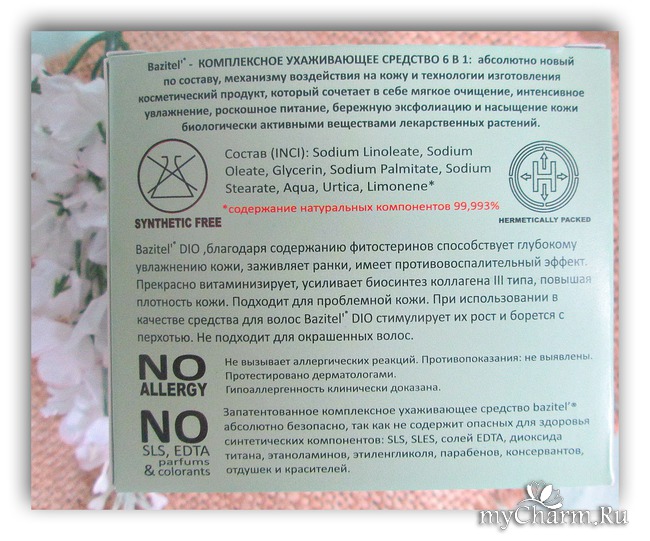 Bazitel'® - КОМПЛЕКСНОЕ УХАЖИВАЮЩЕЕ СРЕДСТВО 6 В 1: абсолютно новый
по составу, механизму воздействия на кожу и технологии изготовления
косметический продукт, который сочетает в себе мягкое очищение, интенсивное
увлажнение, роскошное питание, бережную эксфолиацию и насыщение кожи
биологически активными веществами лекарственных растений.
SYNTHETIC FREE
Состав (INCI): Sodium Linoleate, Sodium
Oleate, Glycerin, Sodium Palmitate, Sodium
Stearate, Aqua, Urtica, Limonene*
*содержание натуральных компонентов 99,993%
H
HERMETICALLY PACKED
Bazitel'® DIO ,благодаря содержанию фитостеринов способствует глубокому
увлажнению кожи, заживляет ранки, имеет противовоспалительный эффект.
Прекрасно витаминизирует, усиливает биосинтез коллагена III типа, повышая
плотность кожи. Подходит для проблемной кожи. При использовании в
качестве средства для волос Bazitel'® DIO стимулирует их рост и борется с
перхотью. Не подходит для окрашенных волос.
NO
ALLERGY
Не вызывает аллергических реакций. Противопоказания: не выявлены.
Протестировано дерматологами.
Гипоаллергенность клинически доказана.
NO
SLS, EDTA
parfums
& colorants
Запатентованное комплексное ухаживающее средство bazitel'®
абсолютно безопасно, так как не содержит опасных для здоровья
синтетических компонентов: SLS, SLES, солей EDTA, диоксида
титана, этаноламинов, этиленгликоля, парабенов, консервантов,
отдушек и красителей.
myCharm.Ru